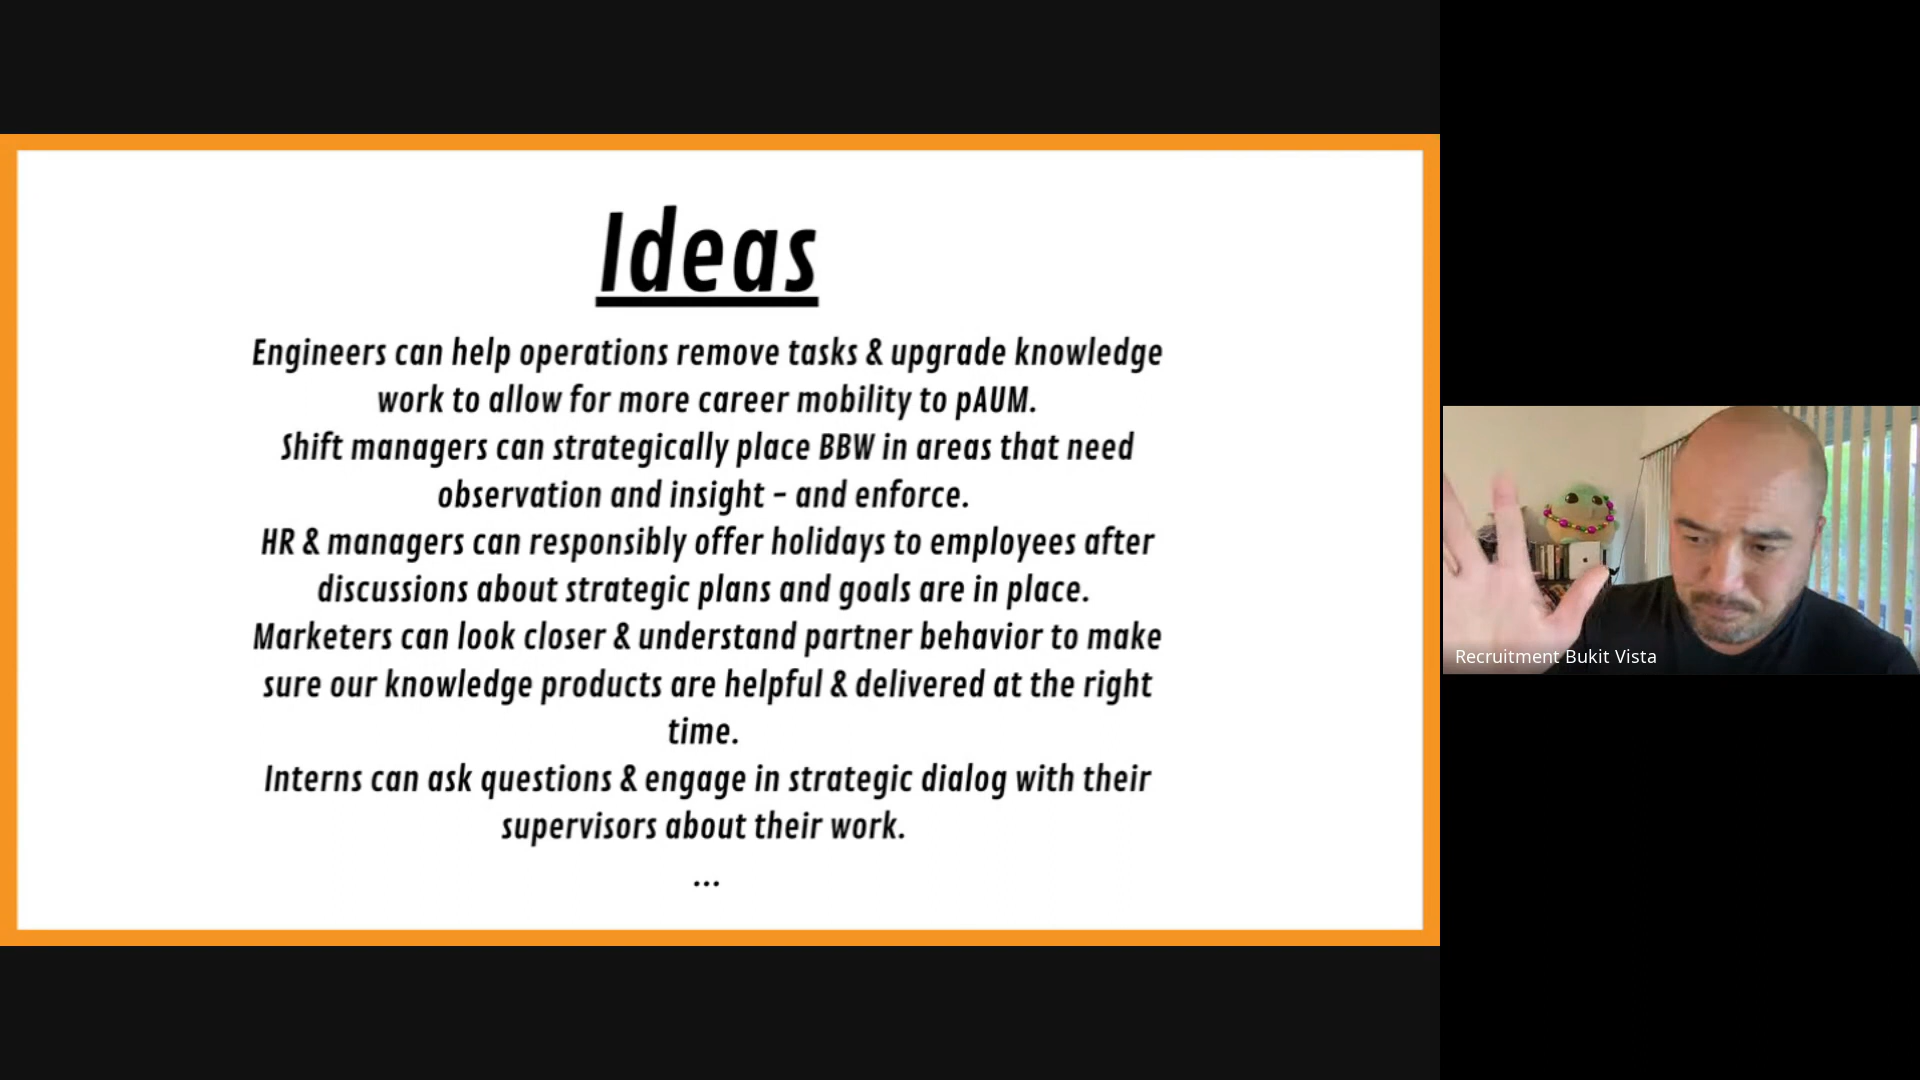 Ideas
Engineers can help operations remove tasks & upgrade knowledge
work to allow for more career mobility to pAUM.
Shift managers can strategically place BBW in areas that need
observation and insight - and enforce.
HR & managers can responsibly offer holidays to employees after
discussions about strategic plans and goals are in place.
Marketers can look closer & understand partner behavior to make
sure our knowledge products are helpful & delivered at the right
time.
Interns can ask questions & engage in strategic dialog with their
supervisors about their work.
...
Recruitment Bukit Vista